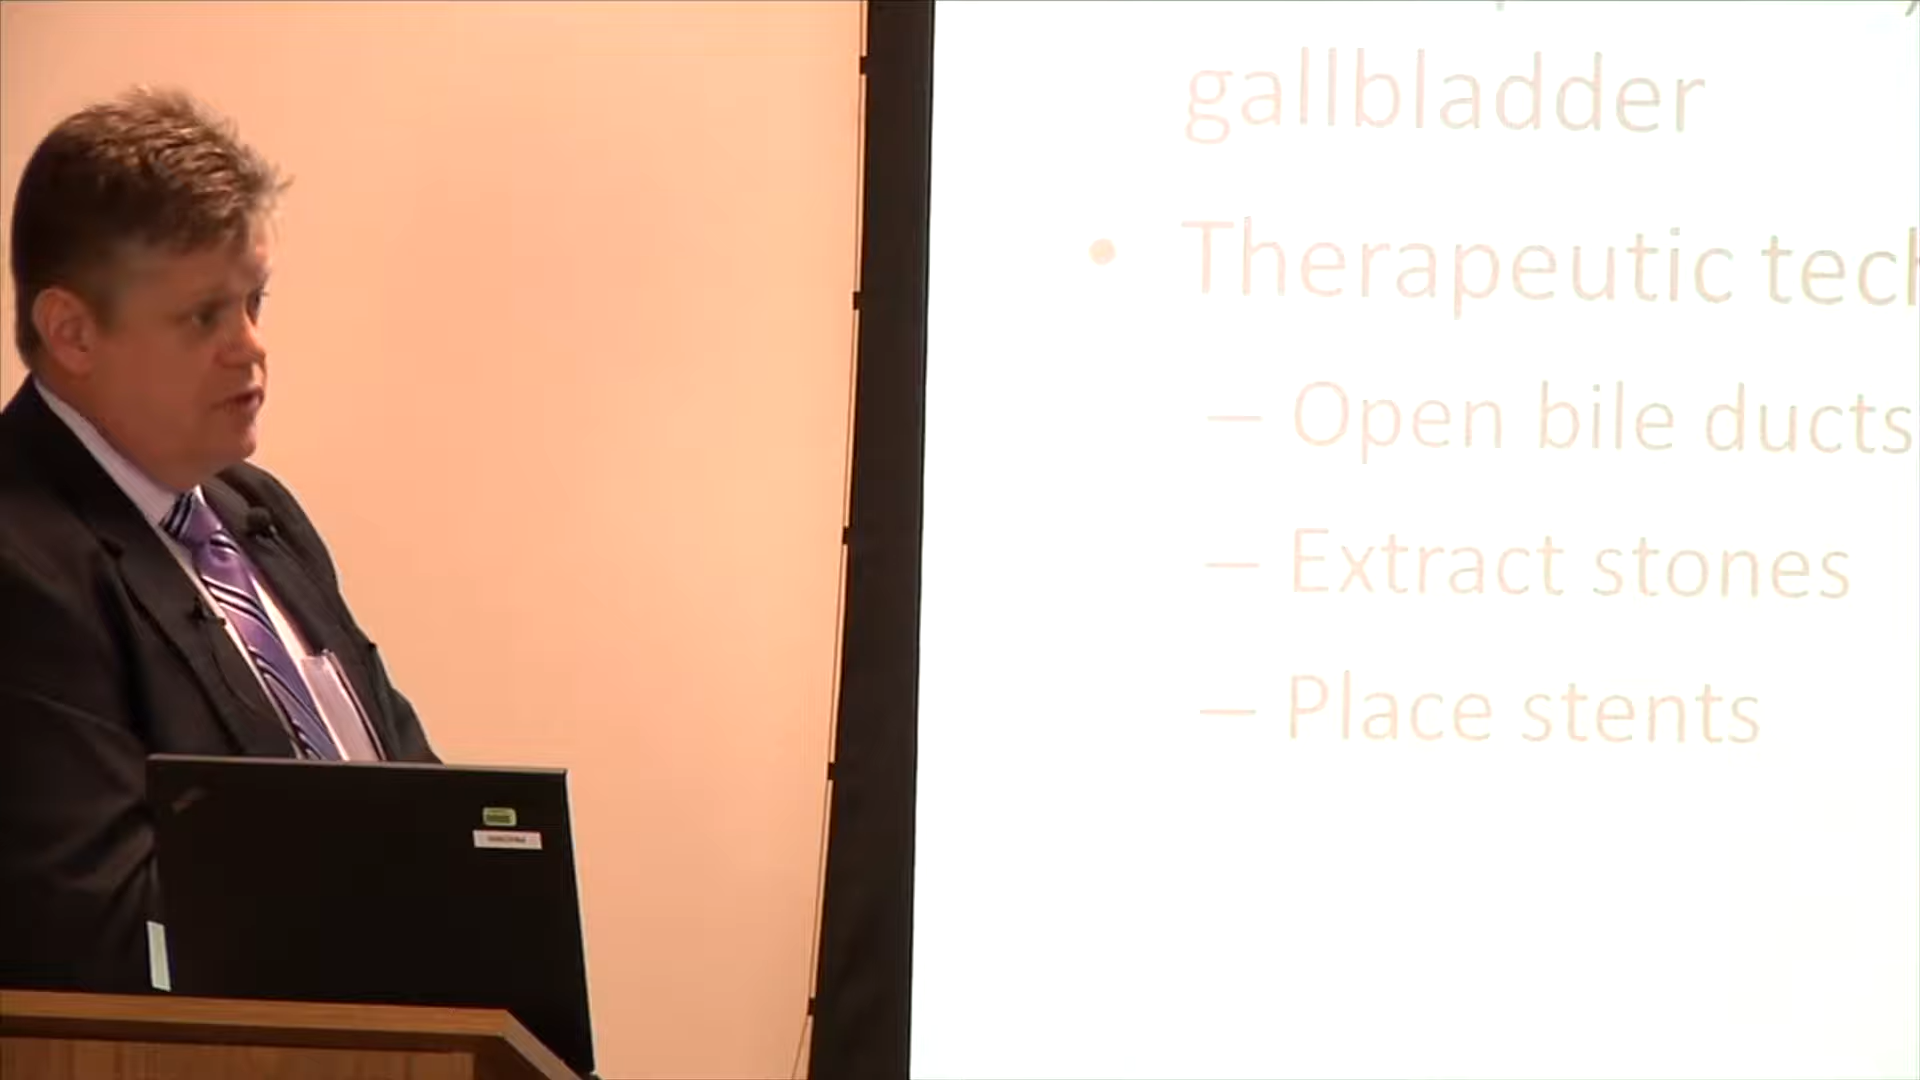 gallbladder
• Therapeutic tech
– Open bile ducts
– Extract stones
– Place stents